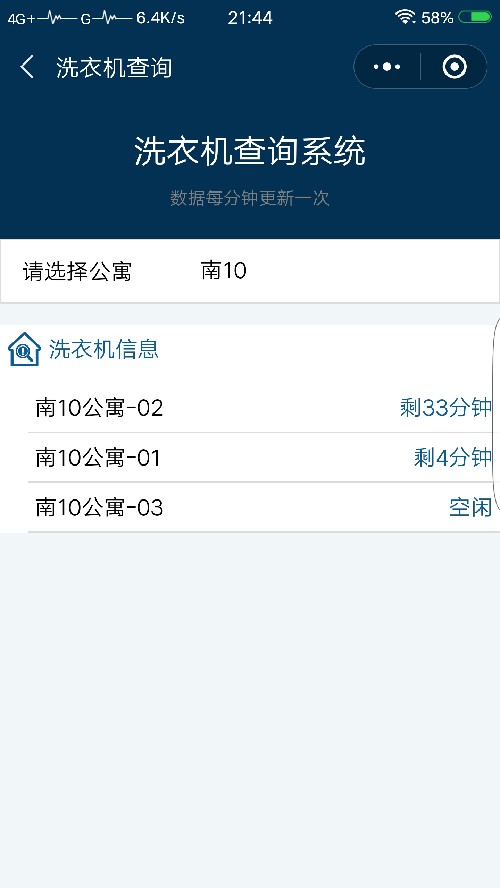 4G+ G 6.4K/s 21:44 58%
洗衣机查询
洗衣机查询系统
数据每分钟更新一次
请选择公寓 南10
洗衣机信息
南10公寓-02 剩33分钟
南10公寓-01 剩4分钟
南10公寓-03 空闲